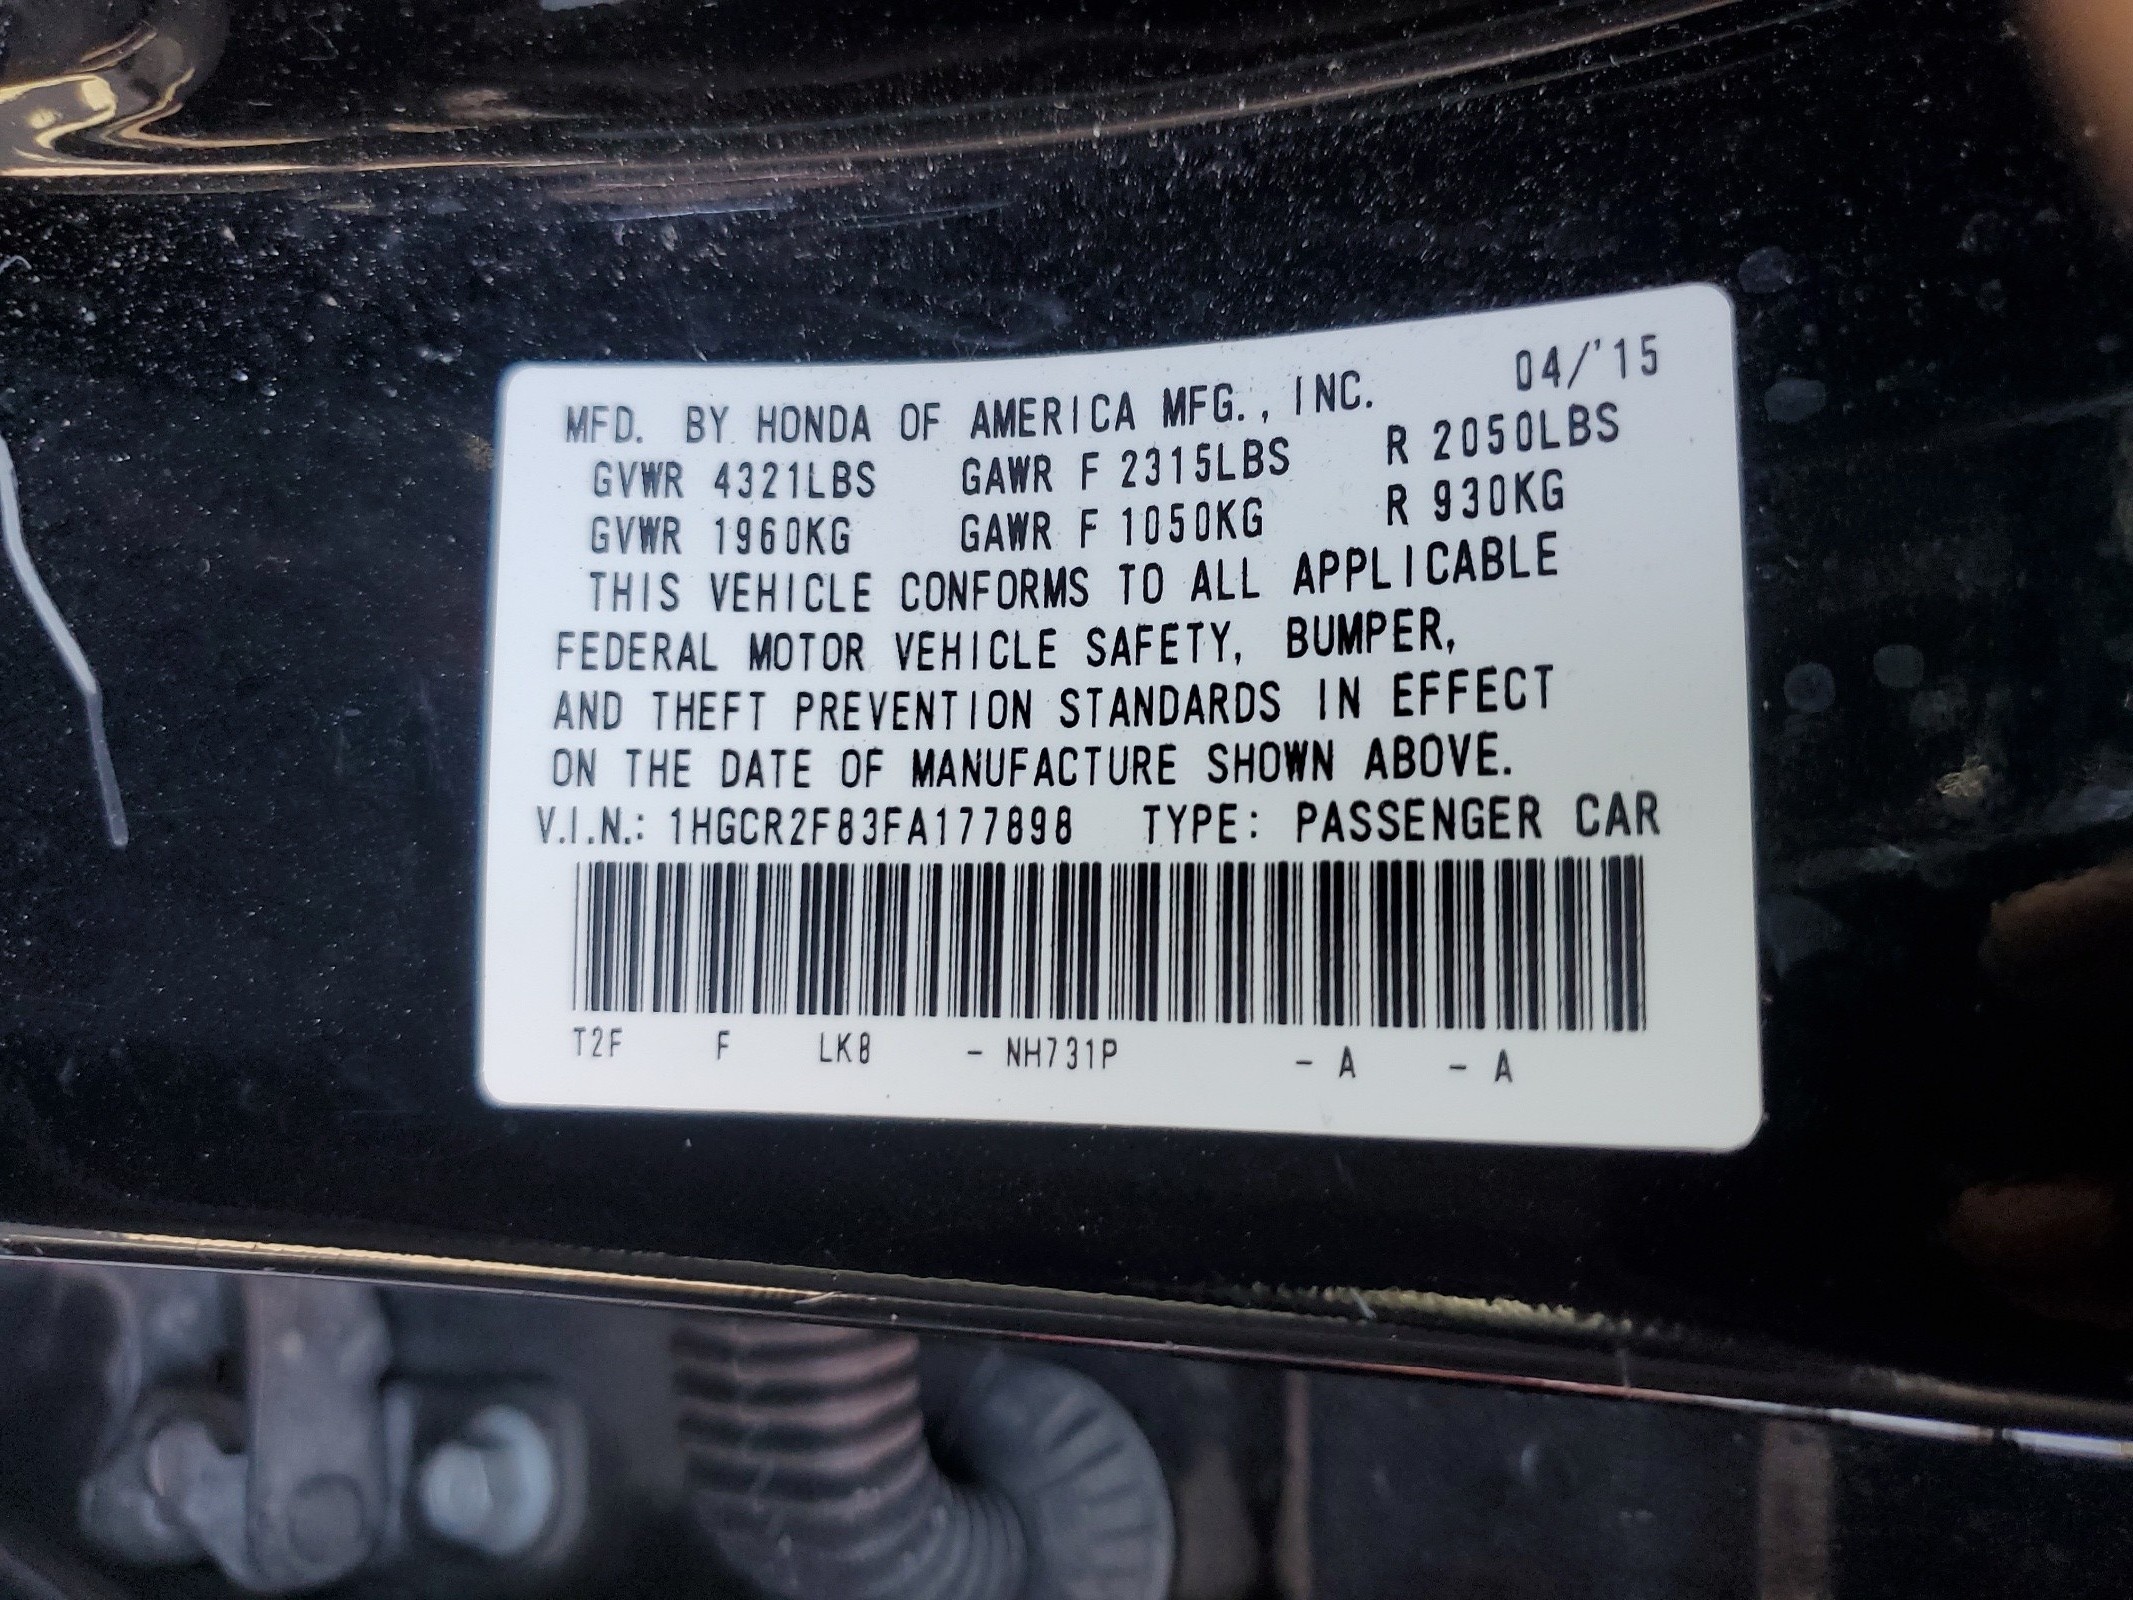 04/'15
MFD. BY HONDA OF AMERICA MFG., INC.
GVWR 4321LBS GAWR F 2315LBS R 2050LBS
GVWR 1960KG GAWR F 1050KG R 930KG
THIS VEHICLE CONFORMS TO ALL APPLICABLE
FEDERAL MOTOR VEHICLE SAFETY, BUMPER,
AND THEFT PREVENTION STANDARDS IN EFFECT
ON THE DATE OF MANUFACTURE SHOWN ABOVE.
V.I.N.: 1HGCR2F83FA177898 TYPE: PASSENGER CAR
T2F F LK8 - NH731P - A - A